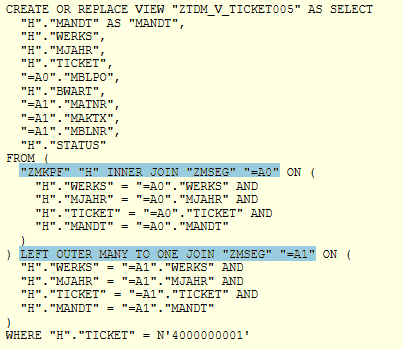 CREATE OR REPLACE VIEW "ZTDM_V_TICKET005" AS SELECT
"H"."MANDT" AS "MANDT",
"H"."WERKS",
"H"."MJAHR",
"H"."TICKET",
"=A0"."MBLPO",
"H"."BWART",
"=A1"."MATNR",
"=A1"."MAKTX",
"=A1"."MBLNR",
"H"."STATUS"
FROM (
"ZMKPF" "H" INNER JOIN "ZMSEG" "=A0" ON (
"H"."WERKS" = "=A0"."WERKS" AND
"H"."MJAHR" = "=A0"."MJAHR" AND
"H"."TICKET" = "=A0"."TICKET" AND
"H"."MANDT" = "=A0"."MANDT"
)
) LEFT OUTER MANY TO ONE JOIN "ZMSEG" "=A1" ON (
"H"."WERKS" = "=A1"."WERKS" AND
"H"."MJAHR" = "=A1"."MJAHR" AND
"H"."TICKET" = "=A1"."TICKET" AND
"H"."MANDT" = "=A1"."MANDT"
)
WHERE "H"."TICKET" = N'4000000001'